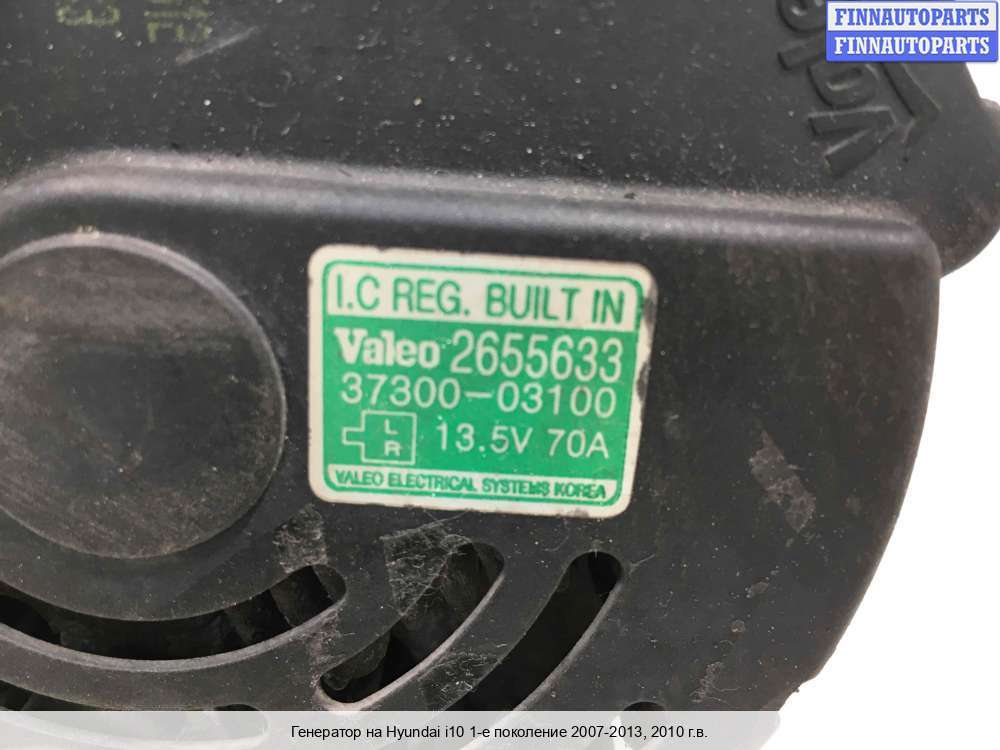 FINNAUTOPARTS
FINNAUTOPARTS
Valeo
I.C REG. BUILT IN
Valeo 2655633
37300-03100
L
R
13.5V 70A
VALEO ELECTRICAL SYSTEMS KOREA
Генератор на Hyundai i10 1-е поколение 2007-2013, 2010 г.в.